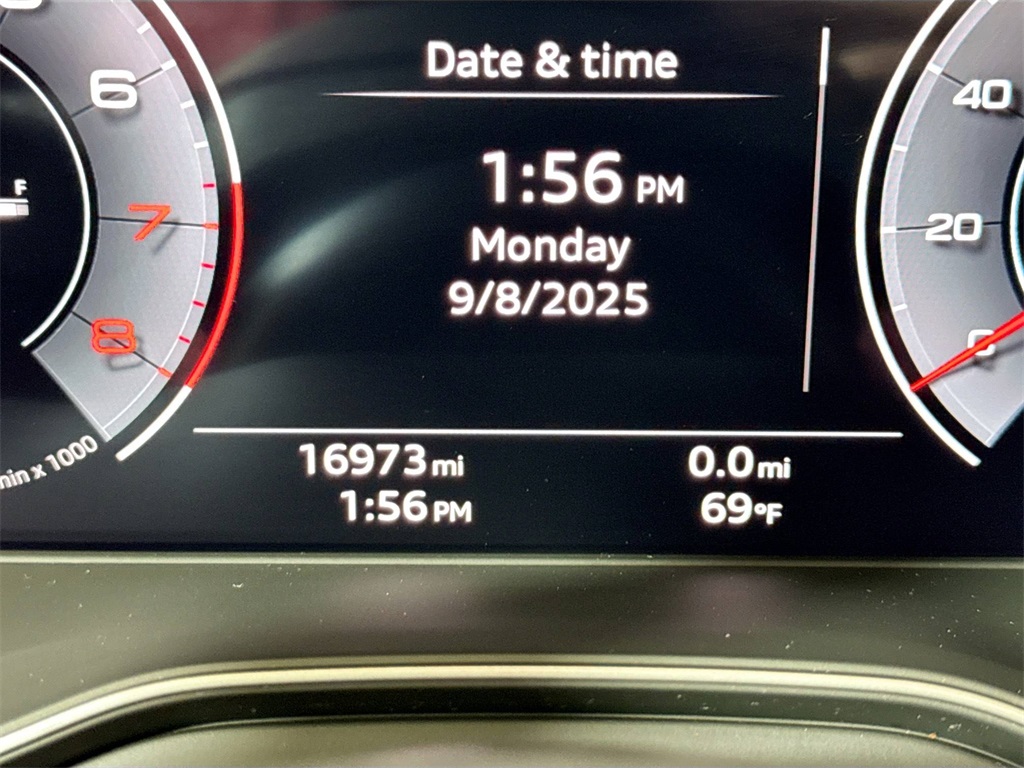 Date & time
6
40
1:56 PM
F
7
20
Monday
9/8/2025
8
0
min x 1000
16973 mi
0.0 mi
1:56 PM
69°F